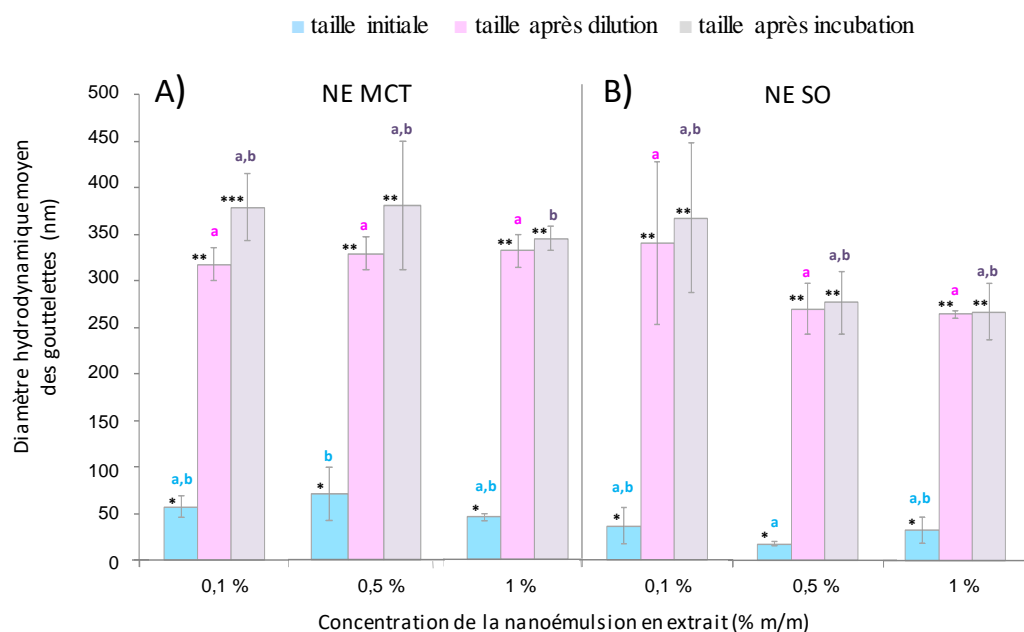 taille initiale taille après dilution taille après incubation
A) NE MCT B) NE SO
Diamètre hydrodynamique moyen
des gouttelettes (nm)
500
450
400
350
300
250
200
150
100
50
0
a,b a,b a a,b
*** a ** a ** a ** b ** ** a,b a,b
** ** ** ** a ** ** a **
a,b b a,b a,b a a,b
* * * * * *
0,1 % 0,5 % 1 % 0,1 % 0,5 % 1 %
Concentration de la nanoémulsion en extrait (% m/m)